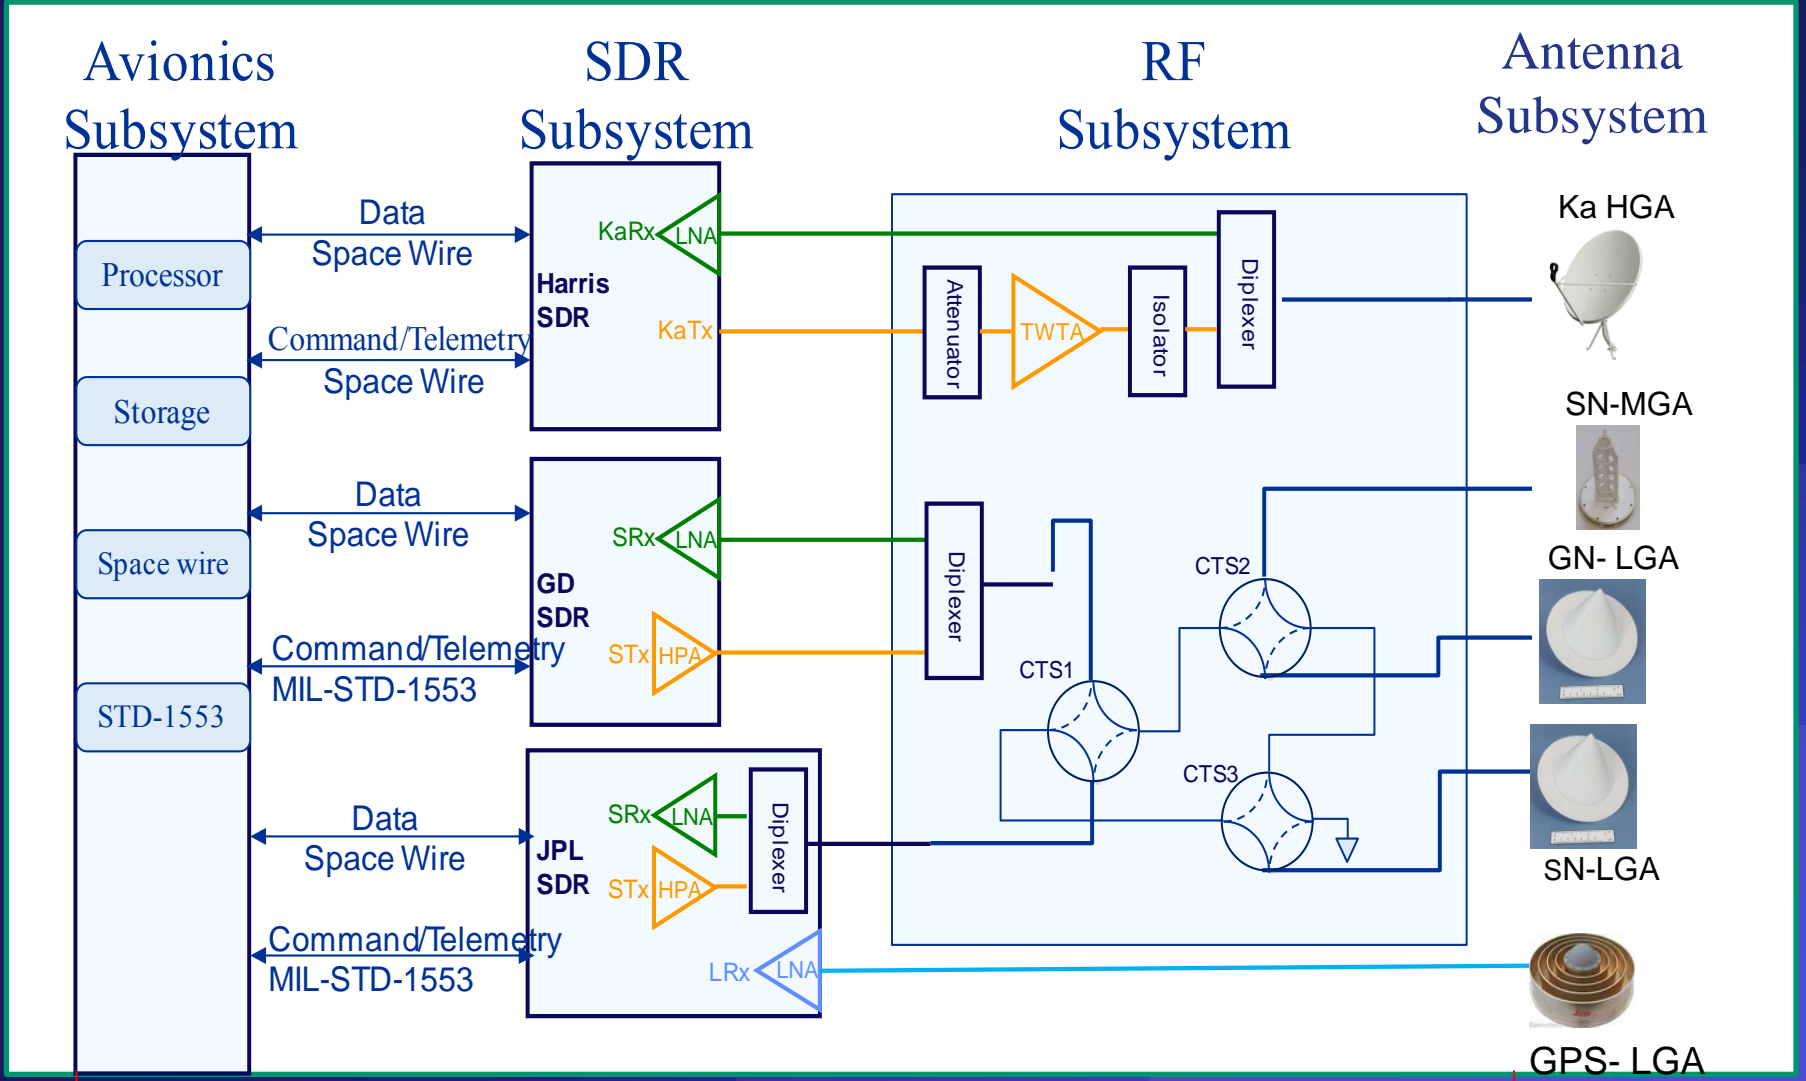 Avionics
Subsystem
SDR
Subsystem
RF
Subsystem
Antenna
Subsystem
Processor
Storage
Space wire
STD-1553
Data
Space Wire
Command/Telemetry
Space Wire
Data
Space Wire
Command/Telemetry
MIL-STD-1553
Data
Space Wire
Command/Telemetry
MIL-STD-1553
KaRx
LNA
Harris
SDR
KaTx
SRx
LNA
GD
SDR
STx
HPA
SRx
LNA
JPL
SDR
STx
HPA
Diplexer
LRx
LNA
Attenuator
TWTA
Isolator
Diplexer
Diplexer
CTS1
CTS2
CTS3
Ka HGA
SN-MGA
GN- LGA
SN-LGA
GPS- LGA